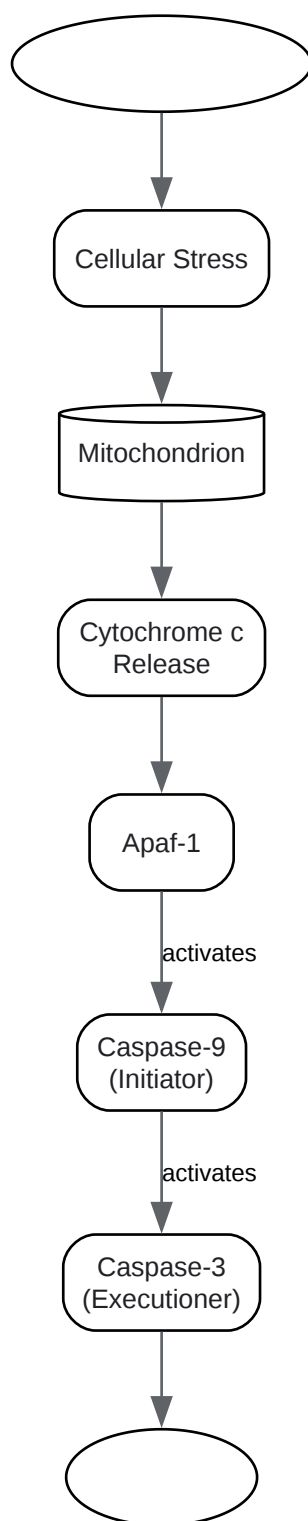 Cellular Stress
Mitochondrion
Cytochrome c
Release
Apaf-1
activates
Caspase-9
(Initiator)
activates
Caspase-3
(Executioner)